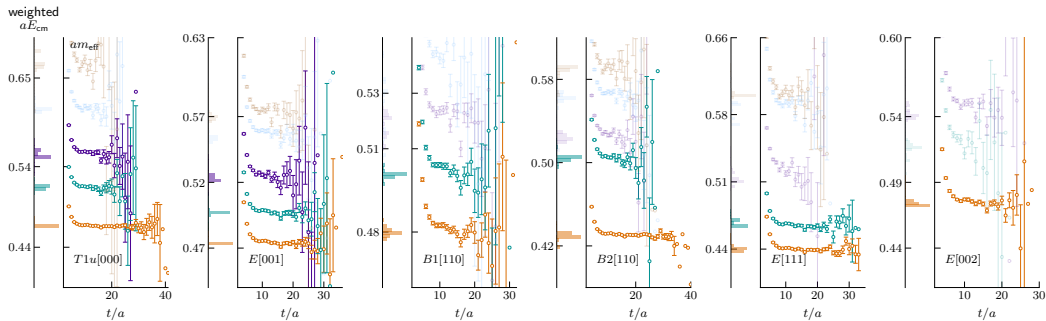 weighted
aE_cm
am_eff
0.65
0.54
0.44
T1u[000]
20
40
t/a
0.63
0.57
0.52
0.47
E[001]
10
20
30
t/a
0.53
0.51
0.48
B1[110]
10
20
30
t/a
0.58
0.50
0.42
B2[110]
20
40
t/a
0.66
0.58
0.51
0.44
E[111]
10
20
30
t/a
0.60
0.54
0.49
0.44
E[002]
10
20
t/a